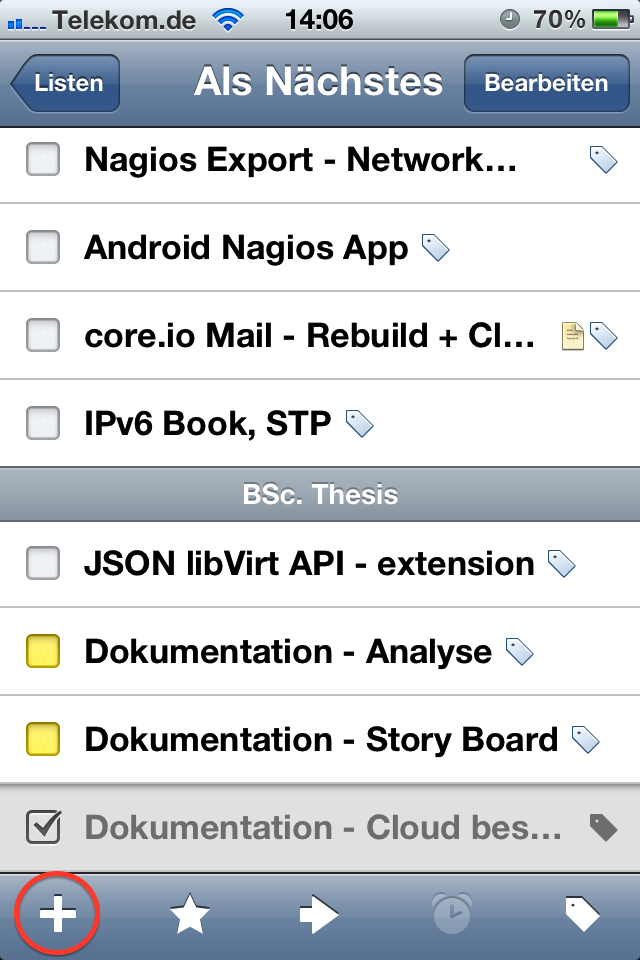 Telekom.de 14:06 70%
Listen Als Nächstes Bearbeiten
Nagios Export - Network…
Android Nagios App
core.io Mail - Rebuild + Cl…
IPv6 Book, STP
BSc. Thesis
JSON libVirt API - extension
Dokumentation - Analyse
Dokumentation - Story Board
Dokumentation - Cloud bes…